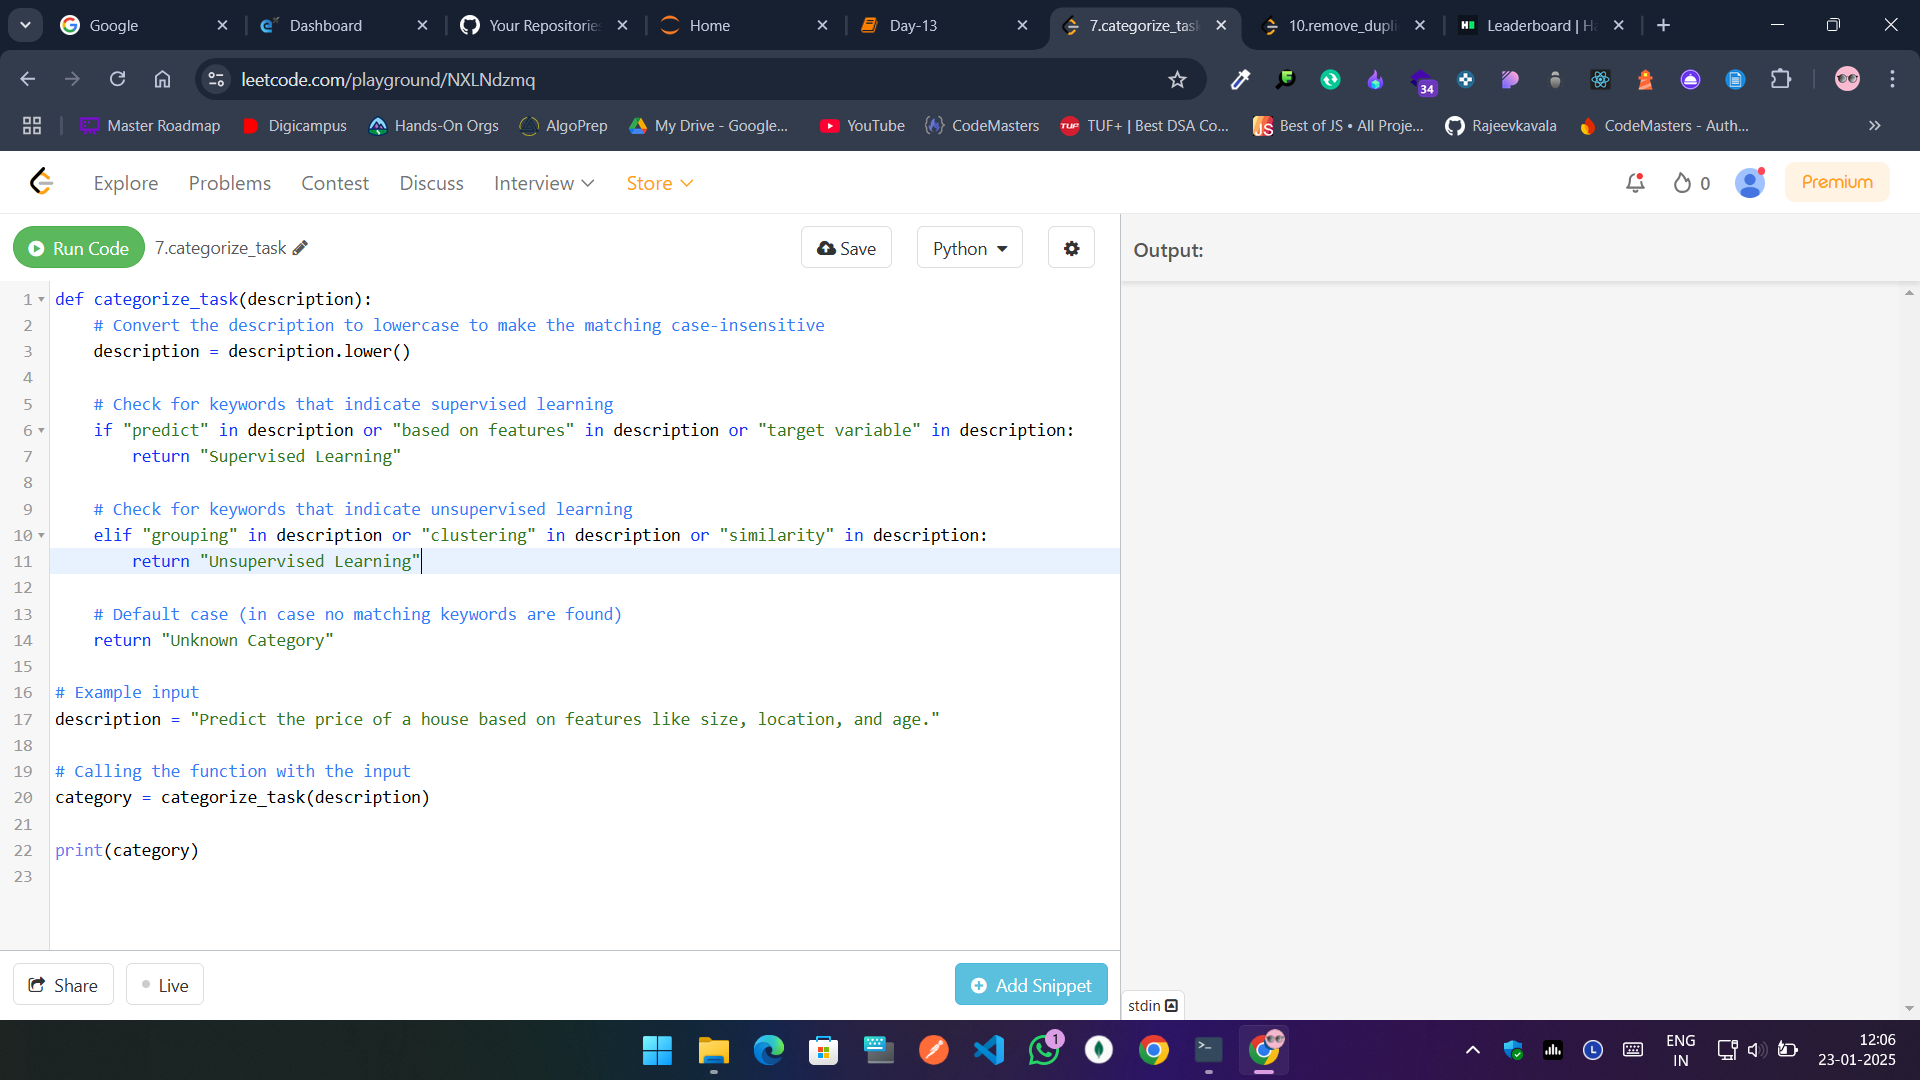 Google
Dashboard
Your Repositories
Home
Day-13
7.categorize_task
10.remove_dupli
Leaderboard | Ha
leetcode.com/playground/NXLNdzmq
34
Master Roadmap
Digicampus
Hands-On Orgs
AlgoPrep
My Drive - Google...
YouTube
CodeMasters
TUF+ | Best DSA Co...
Best of JS • All Proje...
Rajeevkavala
CodeMasters - Auth...
Explore
Problems
Contest
Discuss
Interview
Store
0
Premium
Run Code
7.categorize_task
Save
Python
Output:
1 def categorize_task(description):
2 # Convert the description to lowercase to make the matching case-insensitive
3 description = description.lower()
4
5 # Check for keywords that indicate supervised learning
6 if "predict" in description or "based on features" in description or "target variable" in description:
7 return "Supervised Learning"
8
9 # Check for keywords that indicate unsupervised learning
10 elif "grouping" in description or "clustering" in description or "similarity" in description:
11 return "Unsupervised Learning"
12
13 # Default case (in case no matching keywords are found)
14 return "Unknown Category"
15
16 # Example input
17 description = "Predict the price of a house based on features like size, location, and age."
18
19 # Calling the function with the input
20 category = categorize_task(description)
21
22 print(category)
23
Share
Live
Add Snippet
stdin
1
ENG
IN
12:06
23-01-2025